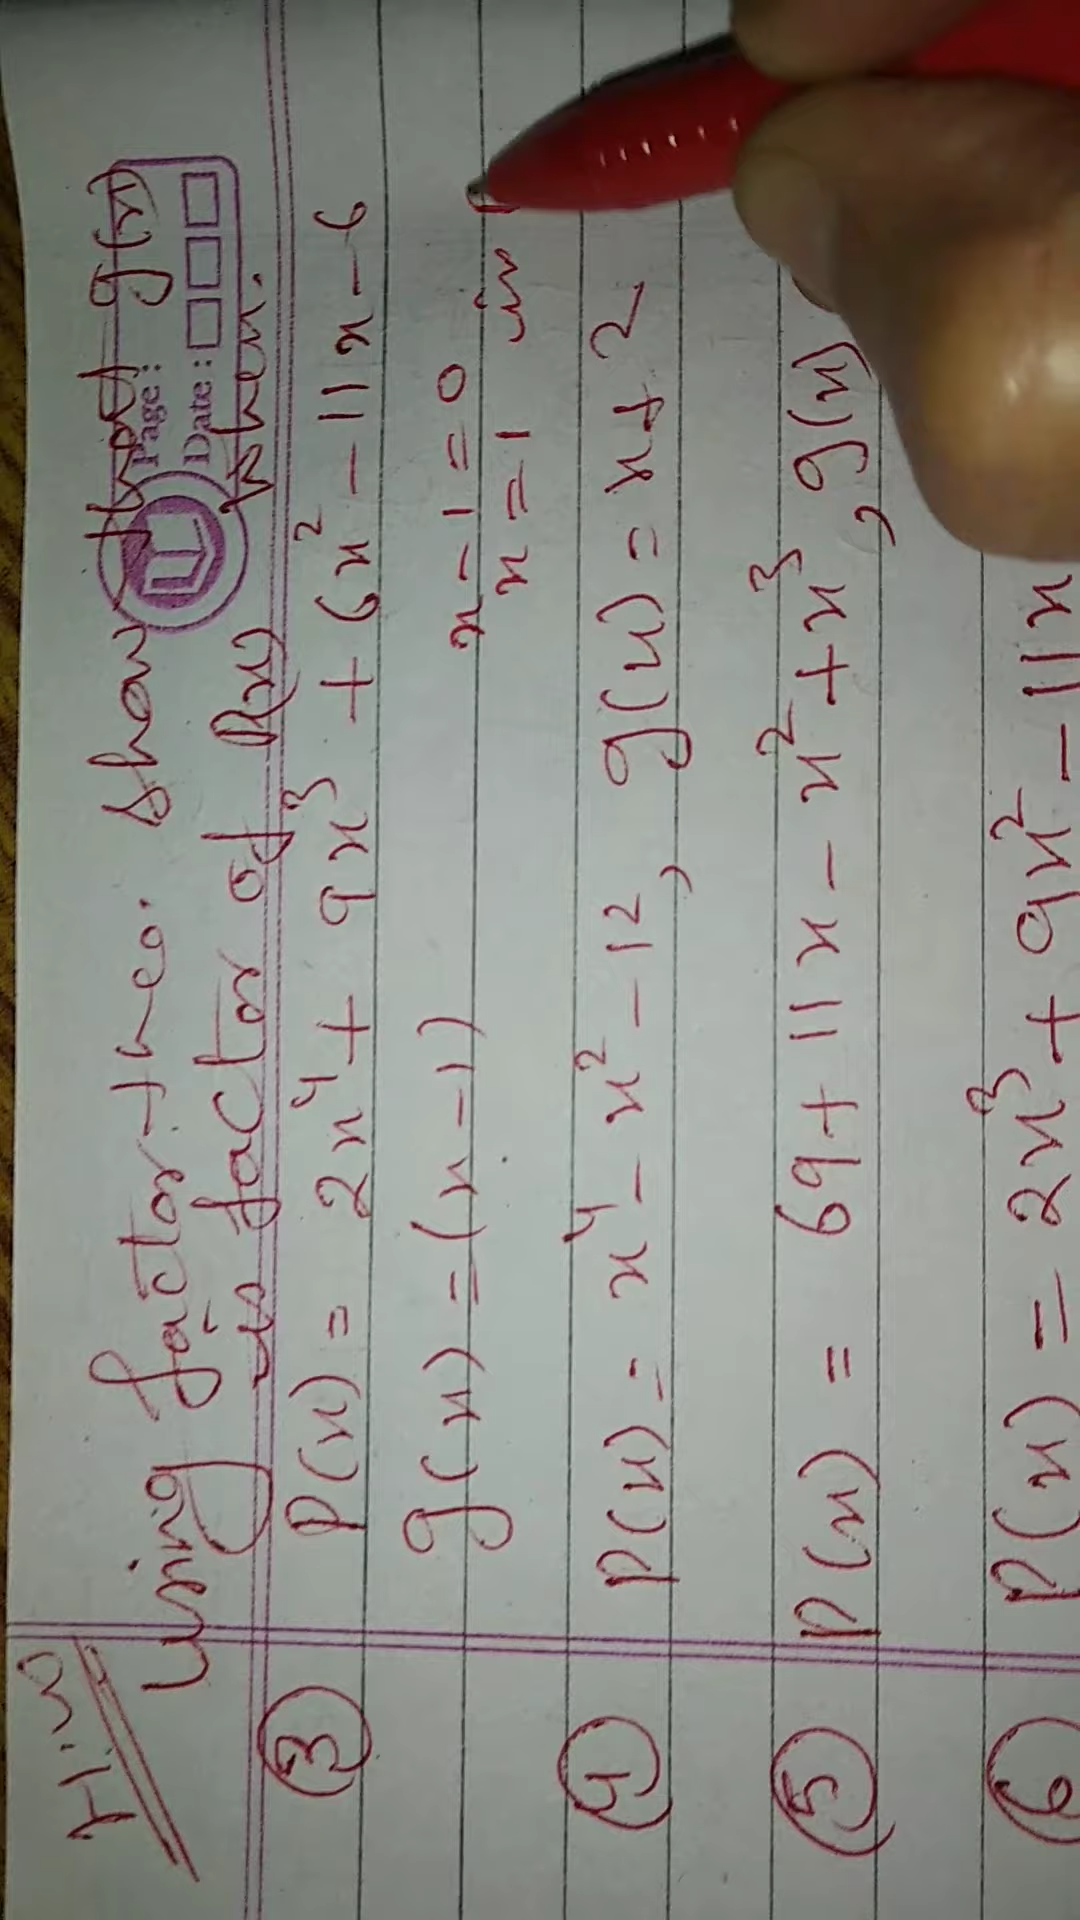 H.W
Using factor theo. show that g(x)
is factor of P(x) when.
Page:
Date:
③ P(x) = 2x⁴ + 9x³ + 6x² - 11x - 6
g(x) = (x-1) x-1=0
x=1 in
④ P(x) = x⁴ - x² - 12, g(x) = x+2
⑤ P(x) = 69 + 11x - x² + x³, g(x)
⑥ P(x) = 2x³ + 9x² - 11x